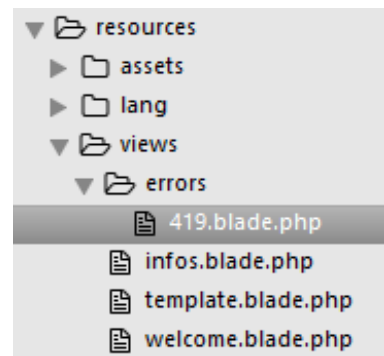 resources
assets
lang
views
errors
419.blade.php
infos.blade.php
template.blade.php
welcome.blade.php